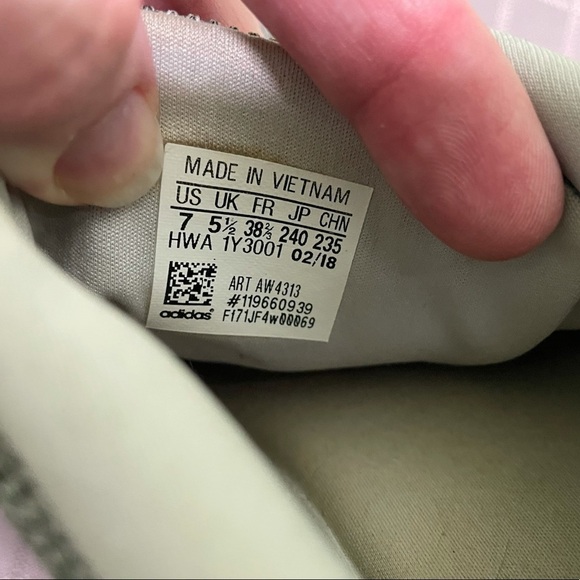 MADE IN VIETNAM
US UK FR JP CHN
7 5½ 38⅔ 240 235
HWA 1Y3001 02/18
ART AW4313
#119660939
adidas® F171JF4w00069